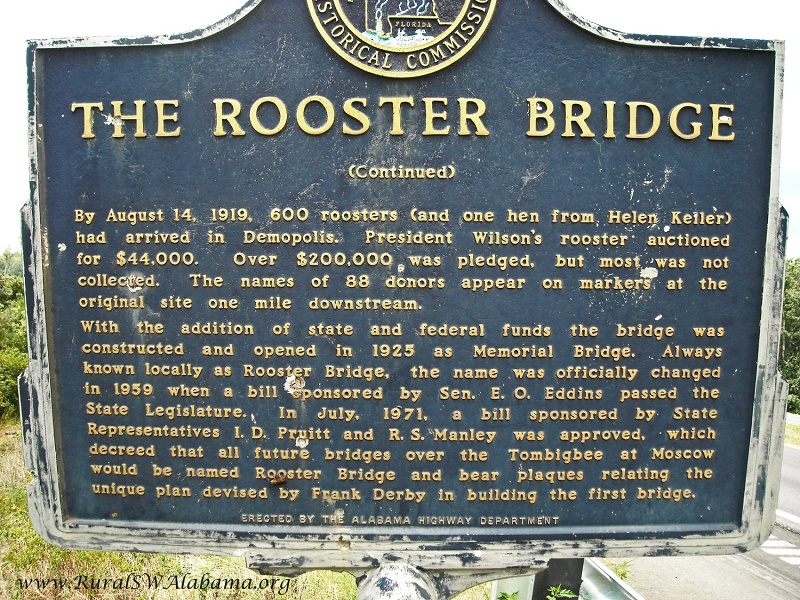 FLORIDA
HISTORICAL COMMISSION
THE ROOSTER BRIDGE
(Continued)
By August 14, 1919, 600 roosters (and one hen from Helen Keller)
had arrived in Demopolis. President Wilson's rooster auctioned
for $44,000. Over $200,000 was pledged, but most was not
collected. The names of 88 donors appear on markers at the
original site one mile downstream.
With the addition of state and federal funds the bridge was
constructed and opened in 1925 as Memorial Bridge. Always
known locally as Rooster Bridge, the name was officially changed
in 1959 when a bill sponsored by Sen. E. O. Eddins passed the
State Legislature. In July, 1971, a bill sponsored by State
Representatives I. D. Pruitt and R. S. Manley was approved, which
decreed that all future bridges over the Tombigbee at Moscow
would be named Rooster Bridge and bear plaques relating the
unique plan devised by Frank Derby in building the first bridge.
ERECTED BY THE ALABAMA HIGHWAY DEPARTMENT
www.RuralSWAlabama.org